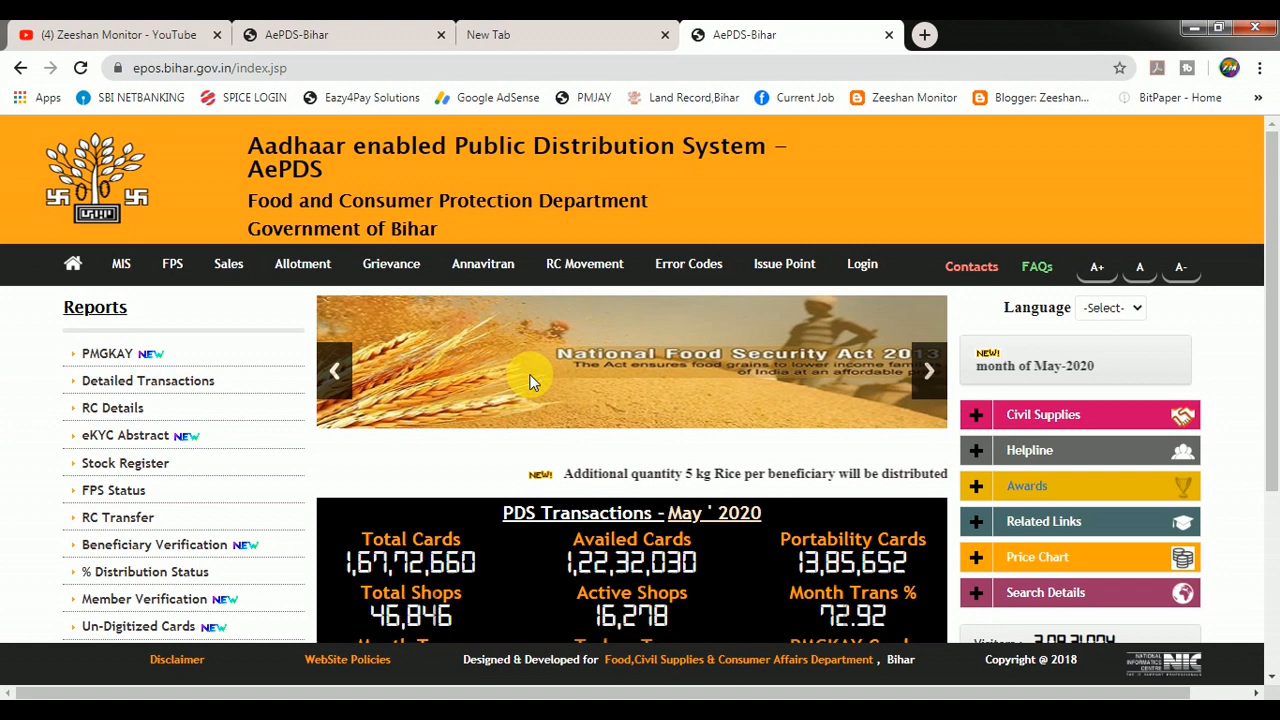 (4) Zeeshan Monitor - YouTube
AePDS-Bihar
New Tab
AePDS-Bihar
epos.bihar.gov.in/index.jsp
Apps
SBI NETBANKING
SPICE LOGIN
Eazy4Pay Solutions
Google AdSense
PMJAY
Land Record,Bihar
Current Job
Zeeshan Monitor
Blogger: Zeeshan...
BitPaper - Home
Aadhaar enabled Public Distribution System –
AePDS
Food and Consumer Protection Department
Government of Bihar
MIS
FPS
Sales
Allotment
Grievance
Annavitran
RC Movement
Error Codes
Issue Point
Login
Contacts
FAQs
A+
A
A-
Reports
PMGKAY NEW
Detailed Transactions
RC Details
eKYC Abstract NEW
Stock Register
FPS Status
RC Transfer
Beneficiary Verification NEW
% Distribution Status
Member Verification NEW
Un-Digitized Cards NEW
National Food Security Act 2013
The Act ensures food grains to lower income fam
of India at an affordable
NEW! Additional quantity 5 kg Rice per beneficiary will be distributed
PDS Transactions - May ' 2020
Total Cards
Availed Cards
Portability Cards
1,67,72,660
1,22,32,030
13,85,652
Total Shops
Active Shops
Month Trans %
46,846
16,278
72.92
Language -Select-
NEW!
month of May-2020
Civil Supplies
Helpline
Awards
Related Links
Price Chart
Search Details
Disclaimer
WebSite Policies
Designed & Developed for Food,Civil Supplies & Consumer Affairs Department , Bihar
Copyright @ 2018
NATIONAL
INFORMATICS
CENTRE
NIC